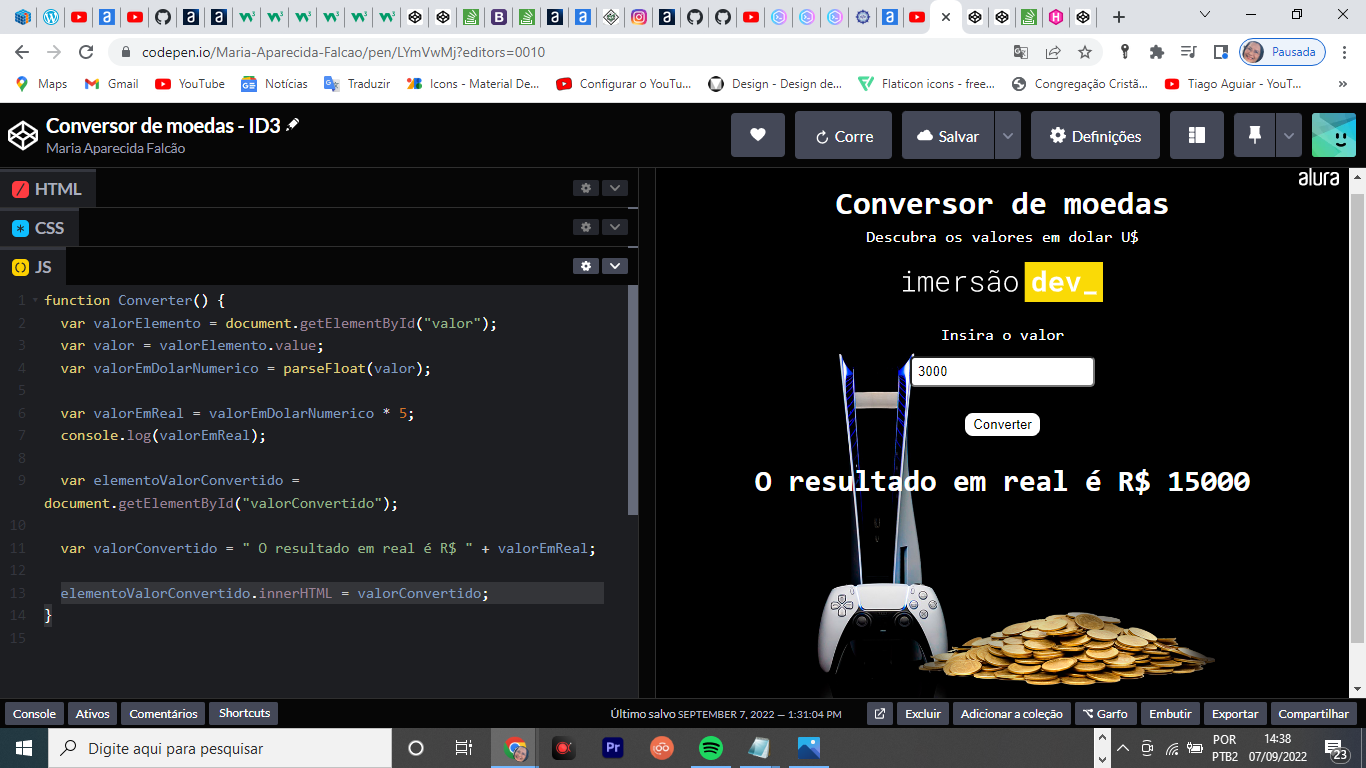 codepen.io/Maria-Aparecida-Falcao/pen/LYmVwMj?editors=0010
Pausada
Maps
Gmail
YouTube
Notícias
Traduzir
Icons - Material De...
Configurar o YouTu...
Design - Design de...
Flaticon icons - free...
Congregação Cristã...
Tiago Aguiar - YouT...
»
Conversor de moedas - ID3
Maria Aparecida Falcão
Corre
Salvar
Definições
HTML
CSS
JS
1 function Converter() {
2 var valorElemento = document.getElementById("valor");
3 var valor = valorElemento.value;
4 var valorEmDolarNumerico = parseFloat(valor);
5
6 var valorEmReal = valorEmDolarNumerico * 5;
7 console.log(valorEmReal);
8
9 var elementoValorConvertido =
document.getElementById("valorConvertido");
10
11 var valorConvertido = " O resultado em real é R$ " + valorEmReal;
12
13 elementoValorConvertido.innerHTML = valorConvertido;
14 }
15
alura
Conversor de moedas
Descubra os valores em dolar U$
imersão dev_
Insira o valor
3000
Converter
O resultado em real é R$ 15000
Console
Ativos
Comentários
Shortcuts
Último salvo SEPTEMBER 7, 2022 — 1:31:04 PM
Excluir
Adicionar a coleção
Garfo
Embutir
Exportar
Compartilhar
Digite aqui para pesquisar
Pr
POR
PTB2
14:38
07/09/2022
23